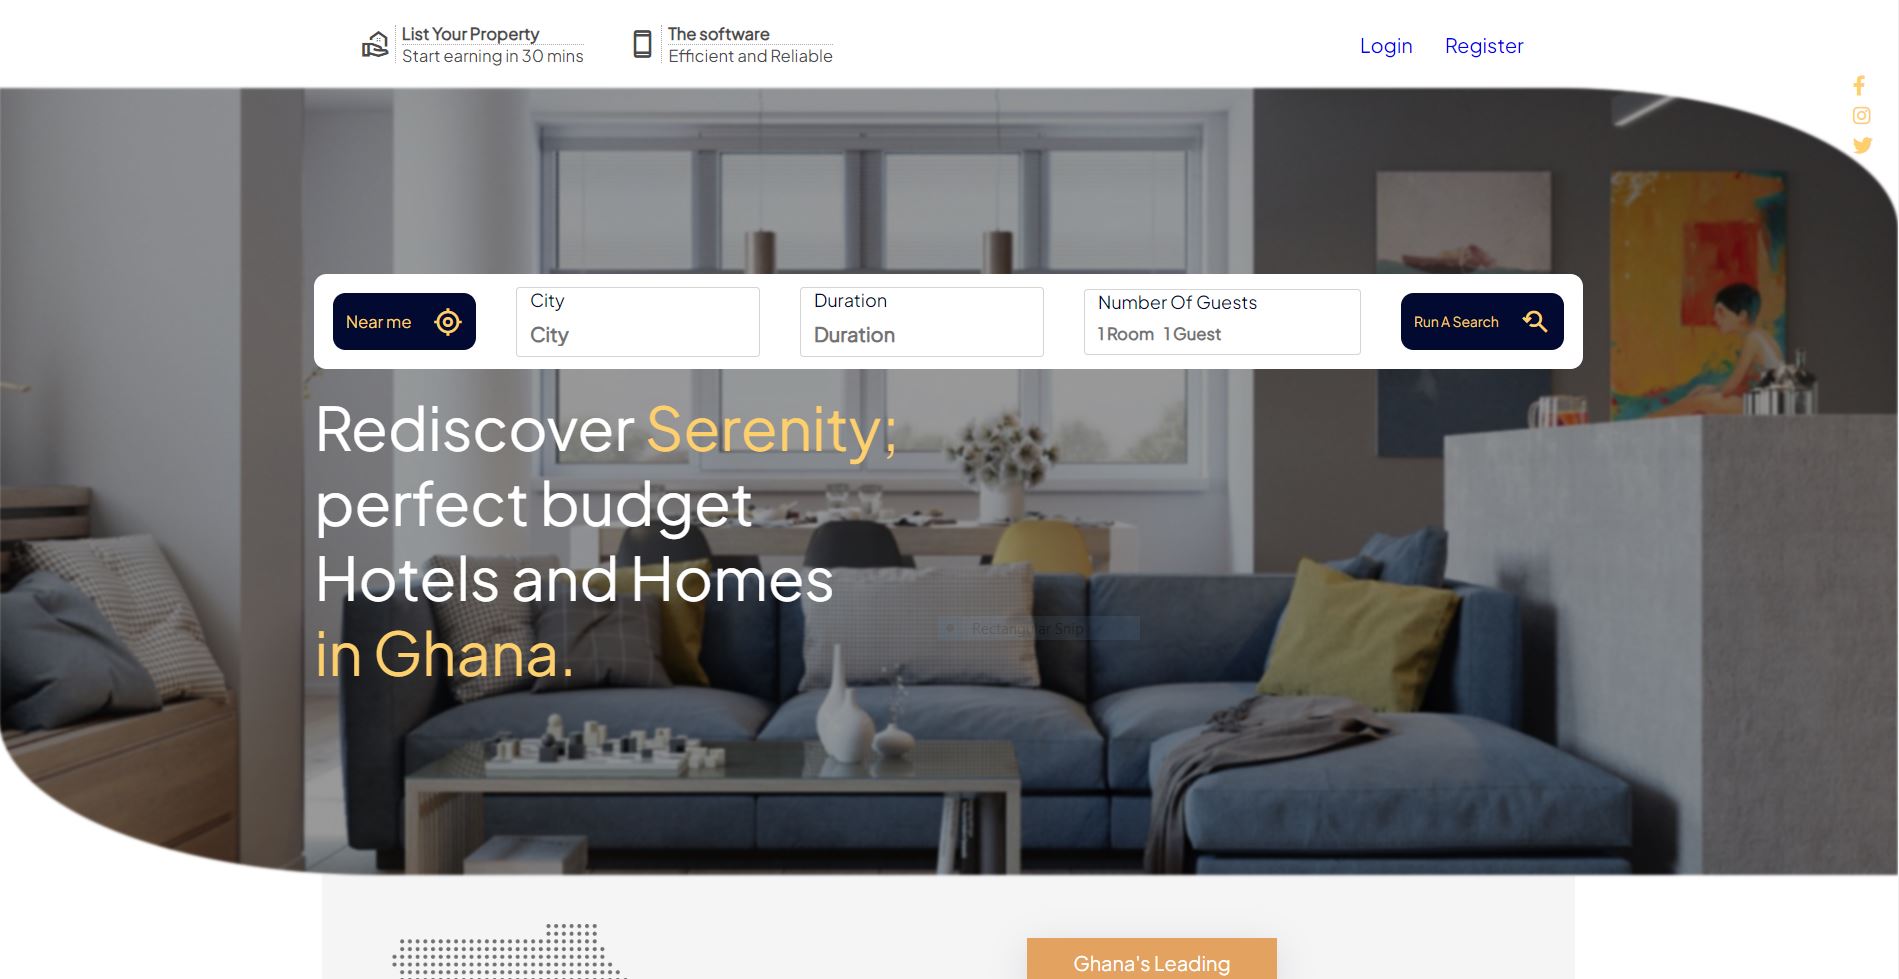 List Your Property
Start earning in 30 mins
The software
Efficient and Reliable
Login
Register
Near me
City
City
Duration
Duration
Number Of Guests
1 Room 1 Guest
Run A Search
Rediscover Serenity;
perfect budget
Hotels and Homes
in Ghana.
Rectangular Snip
Ghana's Leading